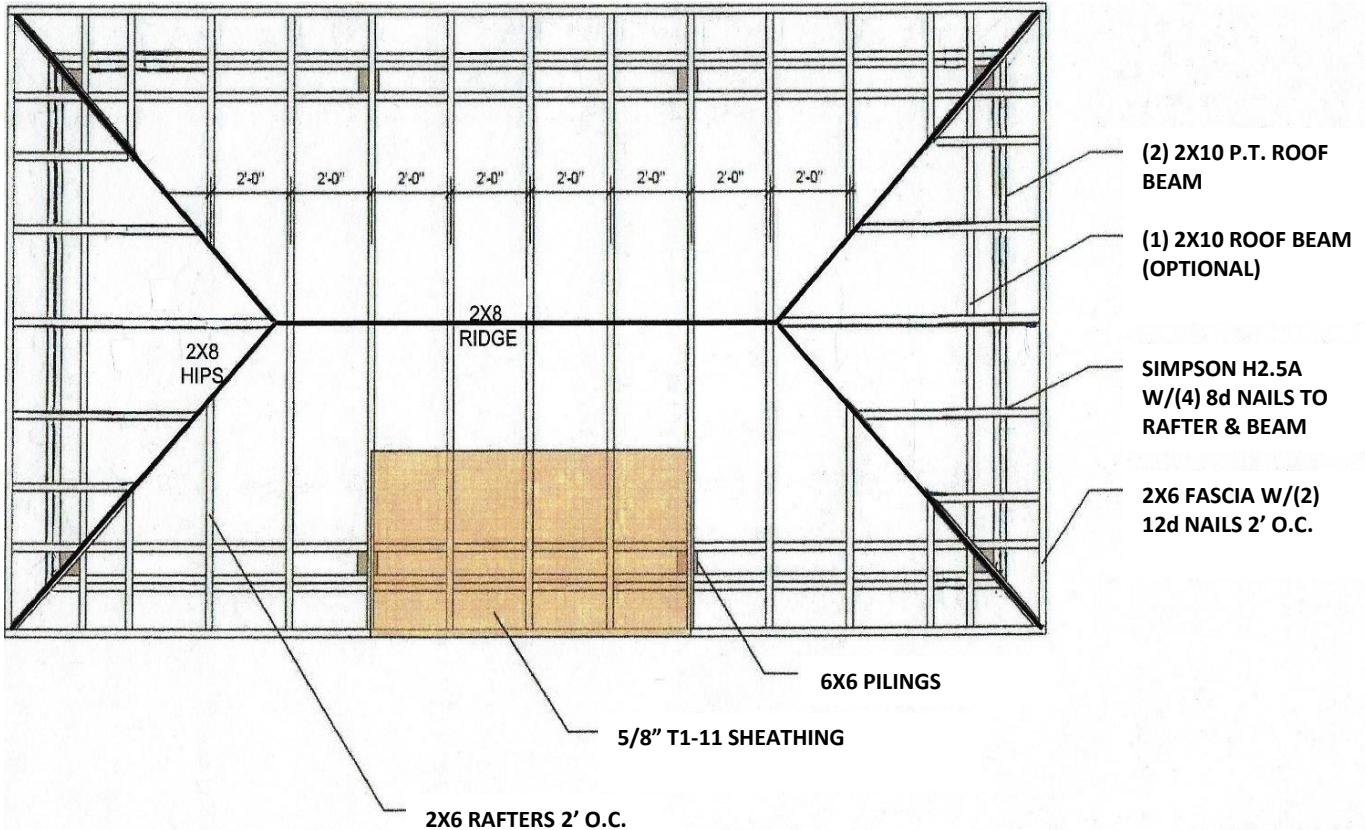 2'-0" 2'-0" 2'-0" 2'-0" 2'-0" 2'-0" 2'-0" 2'-0"
2X8
RIDGE
2X8
HIPS
(2) 2X10 P.T. ROOF
BEAM
(1) 2X10 ROOF BEAM
(OPTIONAL)
SIMPSON H2.5A
W/(4) 8d NAILS TO
RAFTER & BEAM
2X6 FASCIA W/(2)
12d NAILS 2’ O.C.
6X6 PILINGS
5/8” T1-11 SHEATHING
2X6 RAFTERS 2’ O.C.